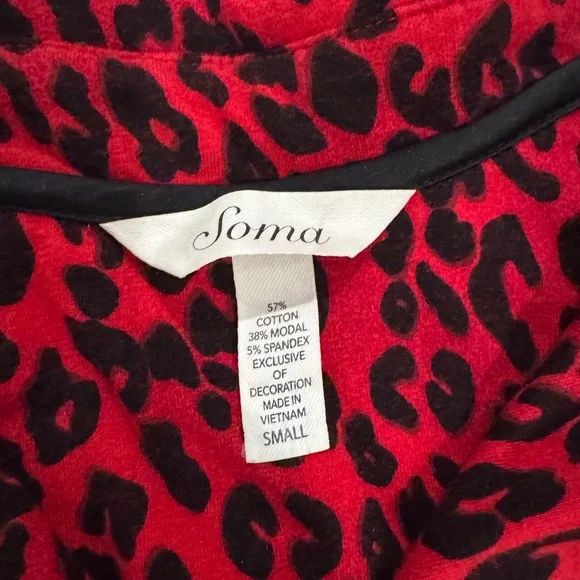 Soma
57%
COTTON
38% MODAL
5% SPANDEX
EXCLUSIVE
OF
DECORATION
MADE IN
VIETNAM
SMALL